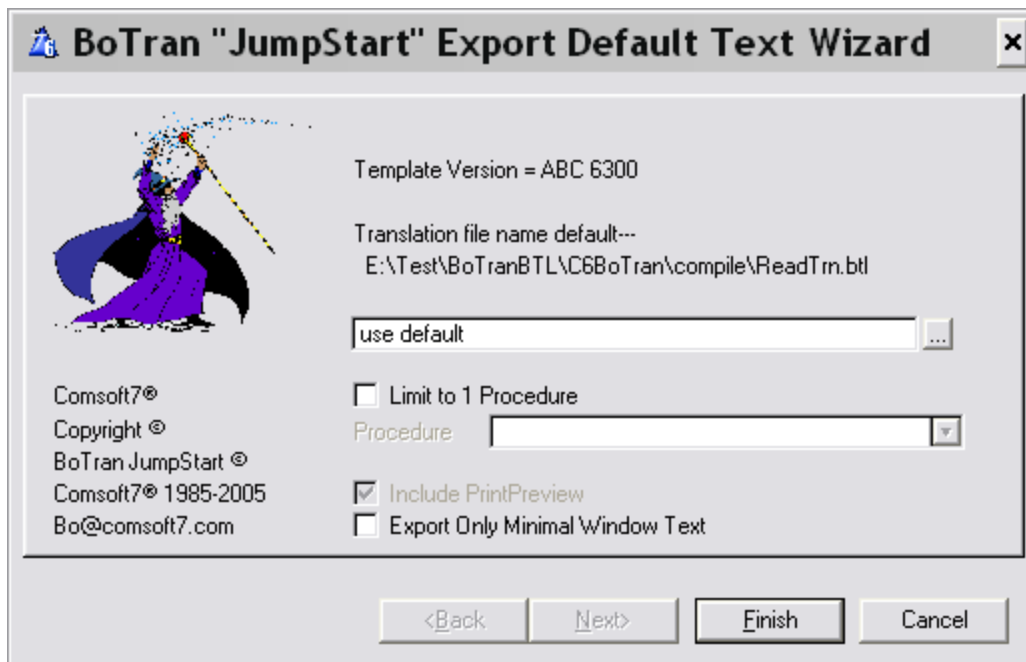 BoTran "JumpStart" Export Default Text Wizard
Template Version = ABC 6300
Translation file name default---
E:\Test\BoTranBTL\C6BoTran\compile\ReadTrn.btl
use default
...
Comsoft7®
Copyright ©
BoTran JumpStart ©
Comsoft7® 1985-2005
Bo@comsoft7.com
Limit to 1 Procedure
Procedure
Include PrintPreview
Export Only Minimal Window Text
<Back
Next>
Finish
Cancel